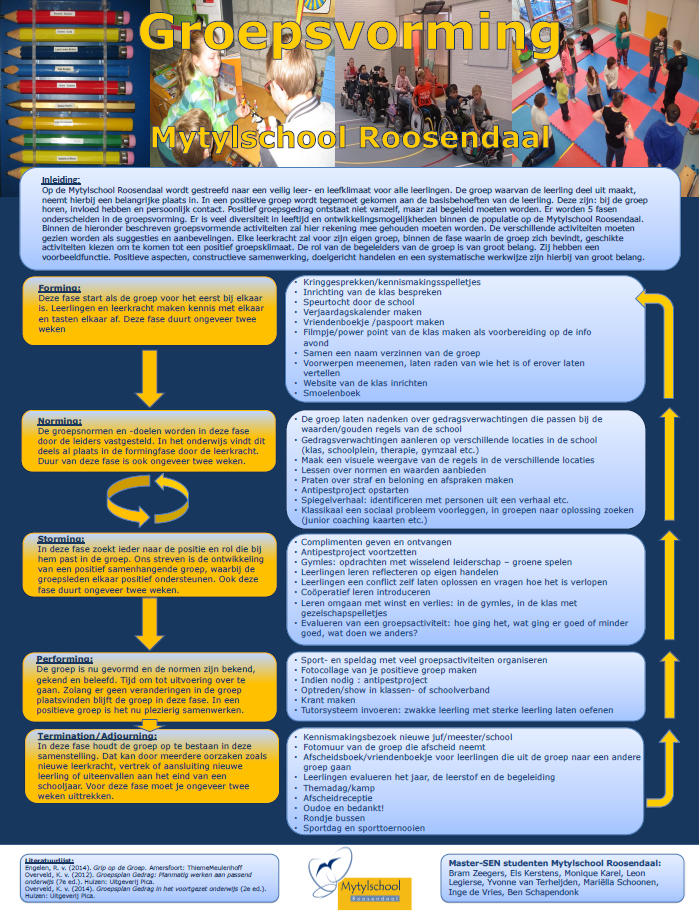 Groepsvorming
Mytylschool Roosendaal
Inleiding:
Op de Mytylschool Roosendaal wordt gestreefd naar een veilig leer- en leefklimaat voor alle leerlingen. De groep waarvan de leerling deel uit maakt,
neemt hierbij een belangrijke plaats in. In een positieve groep wordt tegemoet gekomen aan de basisbehoeften van de leerling. Deze zijn: bij de groep
horen, invloed hebben en persoonlijk contact. Positief groepsgedrag ontstaat niet vanzelf, maar zal begeleid moeten worden. Er worden 5 fasen
onderscheiden in de groepsvorming. Er is veel diversiteit in leeftijd en ontwikkelingsmogelijkheden binnen de populatie op de Mytylschool Roosendaal.
Binnen de hieronder beschreven groepsvormende activiteiten zal hier rekening mee gehouden moeten worden. De verschillende activiteiten moeten
gezien worden als suggesties en aanbevelingen. Elke leerkracht zal voor zijn eigen groep, binnen de fase waarin de groep zich bevindt, geschikte
activiteiten kiezen om te komen tot een positief groepsklimaat. De rol van de begeleiders van de groep is van groot belang. Zij hebben een
voorbeeldfunctie. Positieve aspecten, constructieve samenwerking, doelgericht handelen en een systematische werkwijze zijn hierbij van groot belang.
Forming:
Deze fase start als de groep voor het eerst bij elkaar
is. Leerlingen en leerkracht maken kennis met elkaar
en tasten elkaar af. Deze fase duurt ongeveer twee
weken
• Kringgesprekken/kennismakingsspelletjes
• Inrichting van de klas bespreken
• Speurtocht door de school
• Verjaardagskalender maken
• Vriendenboekje /paspoort maken
• Filmpje/power point van de klas maken als voorbereiding op de info
avond
• Samen een naam verzinnen van de groep
• Voorwerpen meenemen, laten raden van wie het is of erover laten
vertellen
• Website van de klas inrichten
• Smoelenboek
Norming:
De groepsnormen en -doelen worden in deze fase
door de leiders vastgesteld. In het onderwijs vindt dit
deels al plaats in de formingfase door de leerkracht.
Duur van deze fase is ook ongeveer twee weken.
• De groep laten nadenken over gedragsverwachtingen die passen bij de
waarden/gouden regels van de school
• Gedragsverwachtingen aanleren op verschillende locaties in de school
(klas, schoolplein, therapie, gymzaal etc.)
• Maak een visuele weergave van de regels in de verschillende locaties
• Lessen over normen en waarden aanbieden
• Praten over straf en beloning en afspraken maken
• Antipestproject opstarten
• Spiegelverhaal: identificeren met personen uit een verhaal etc.
• Klassikaal een sociaal probleem voorleggen, in groepen naar oplossing zoeken
(junior coaching kaarten etc.)
Storming:
In deze fase zoekt ieder naar de positie en rol die bij
hem past in de groep. Ons streven is de ontwikkeling
van een positief samenhangende groep, waarbij de
groepsleden elkaar positief ondersteunen. Ook deze
fase duurt ongeveer twee weken.
• Complimenten geven en ontvangen
• Antipestproject voortzetten
• Gymles: opdrachten met wisselend leiderschap – groene spelen
• Leerlingen leren reflecteren op eigen handelen
• Leerlingen een conflict zelf laten oplossen en vragen hoe het is verlopen
• Coöperatief leren introduceren
• Leren omgaan met winst en verlies: in de gymles, in de klas met
gezelschapspelletjes
• Evalueren van een groepsactiviteit: hoe ging het, wat ging er goed of minder
goed, wat doen we anders?
Performing:
De groep is nu gevormd en de normen zijn bekend,
gekend en beleefd. Tijd om tot uitvoering over te
gaan. Zolang er geen veranderingen in de groep
plaatsvinden blijft de groep in deze fase. In een
positieve groep is het nu plezierig samenwerken.
• Sport- en speldag met veel groepsactiviteiten organiseren
• Fotocollage van je positieve groep maken
• Indien nodig : antipestproject
• Optreden/show in klassen- of schoolverband
• Krant maken
• Tutorsysteem invoeren: zwakke leerling met sterke leerling laten oefenen
Termination/Adjourning:
In deze fase houdt de groep op te bestaan in deze
samenstelling. Dat kan door meerdere oorzaken zoals
nieuwe leerkracht, vertrek of aansluiting nieuwe
leerling of uiteenvallen aan het eind van een
schooljaar. Voor deze fase moet je ongeveer twee
weken uittrekken.
• Kennismakingsbezoek nieuwe juf/meester/school
• Fotomuur van de groep die afscheid neemt
• Afscheidsboek/vriendenboekje voor leerlingen die uit de groep naar een andere
groep gaan
• Leerlingen evalueren het jaar, de leerstof en de begeleiding
• Themadag/kamp
• Afscheidreceptie
• Oudoe en bedankt!
• Rondje bussen
• Sportdag en sporttoernooien
Literatuurlijst:
Engelen, R. v. (2014). Grip op de Groep. Amersfoort: ThiemeMeulenhoff
Overveld, K. v. (2012). Groepsplan Gedrag: Planmatig werken aan passend
onderwijs (7e ed.). Huizen: Uitgeverij Pica.
Overveld, K. v. (2014). Groepsplan Gedrag in het voortgezet onderwijs (2e ed.).
Huizen: Uitgeverij Pica.
Mytylschool
Roosendaal
Master-SEN studenten Mytylschool Roosendaal:
Bram Zeegers, Els Kerstens, Monique Karel, Leon
Legierse, Yvonne van Terheijden, Mariëlla Schoonen,
Inge de Vries, Ben Schapendonk